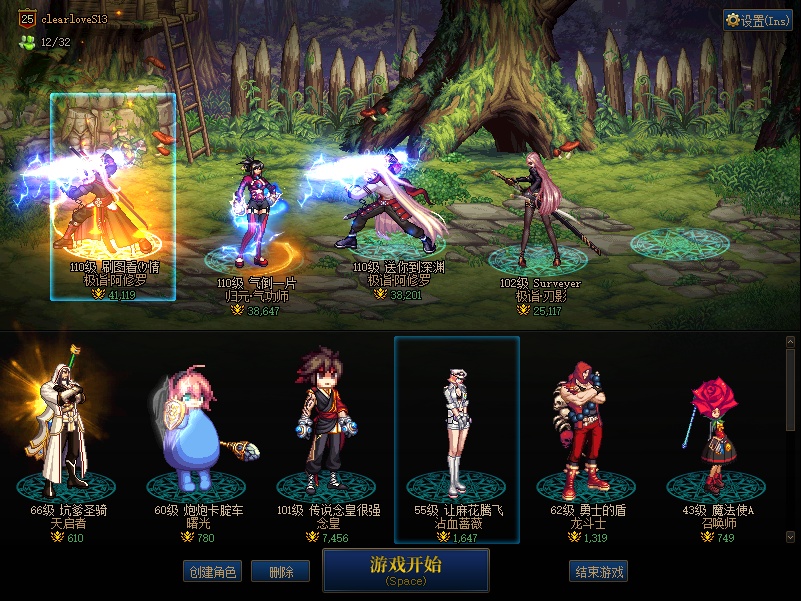 25 clearloveS13
设置(Ins)
12/32
110级 刷图看心情
极诣·阿修罗
41,119
110级 气倒一片
归元·气功师
38,647
110级 送你到深渊
极诣·阿修罗
38,201
102级 Surveyer
极诣·刃影
25,117
66级 坑爹圣骑
天启者
610
60级 炮炮卡腚车
曙光
780
101级 传说念皇很强
念皇
7,456
55级 让麻花腾飞
沾血蔷薇
1,647
62级 勇士的盾
龙斗士
1,319
43级 魔法使A
召唤师
749
创建角色
删除
游戏开始
(Space)
结束游戏